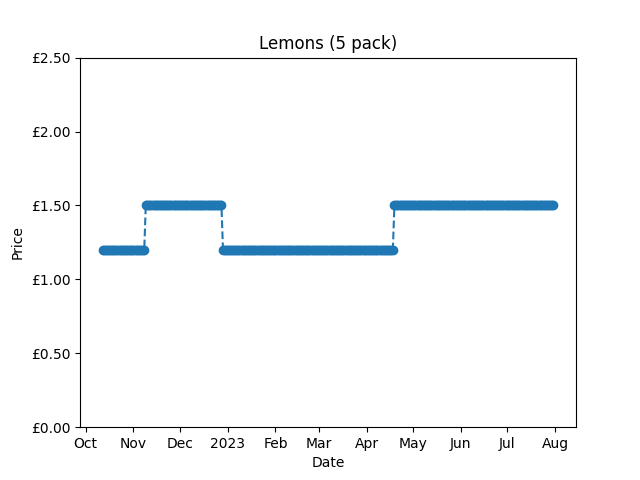 Lemons (5 pack)
£2.50
£2.00
£1.50
£1.00
£0.50
£0.00
Price
Oct Nov Dec 2023 Feb Mar Apr May Jun Jul Aug
Date